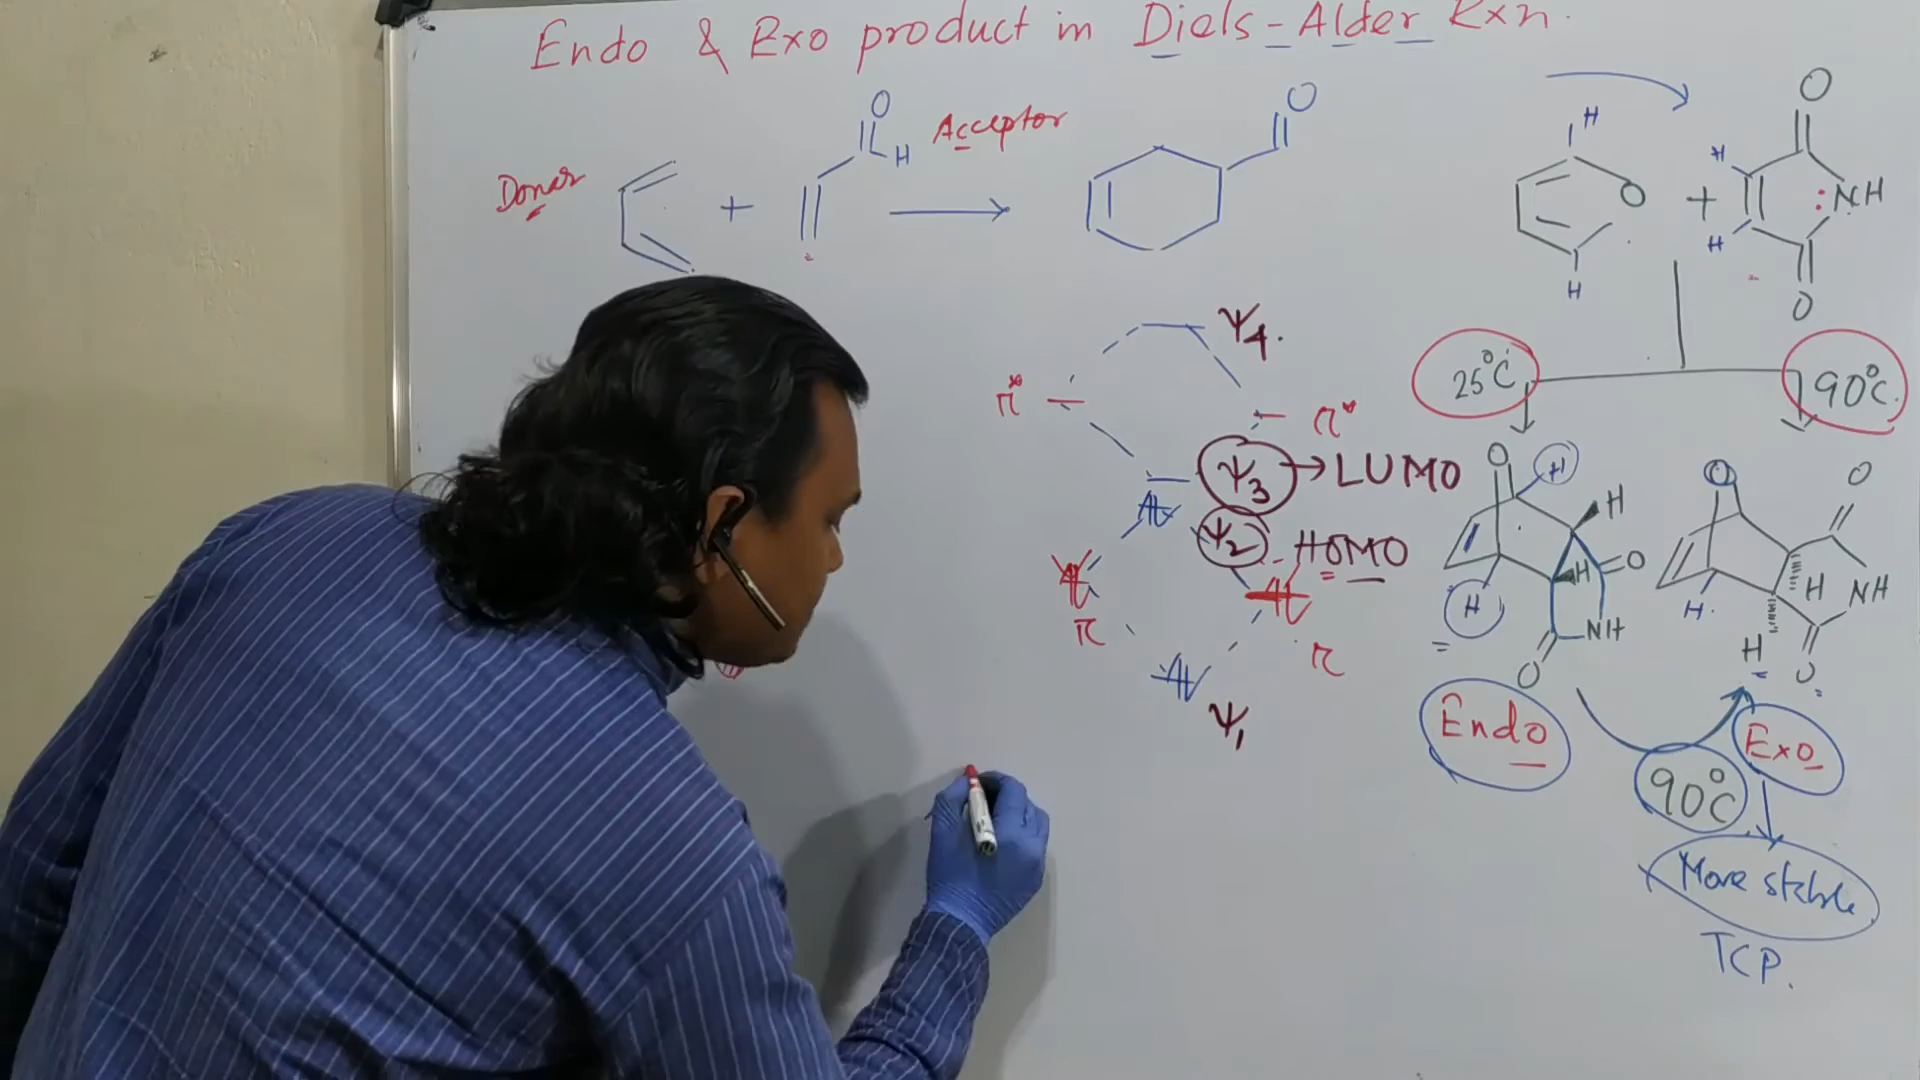 Endo & Exo product in Diels-Alder Rxn.
Donar
+
O
H
Acceptor
O
H
O
H
+
O
H
H
NH
O
Ψ4.
π*
π*
Ψ3 → LUMO
Ψ2 HOMO
π
π
Ψ1
25°C
90°C.
O
H
H
O
H
H
NH
O
O
O
H
NH
H.
H
O
Endo
Exo
90°C
More stable
TCP.